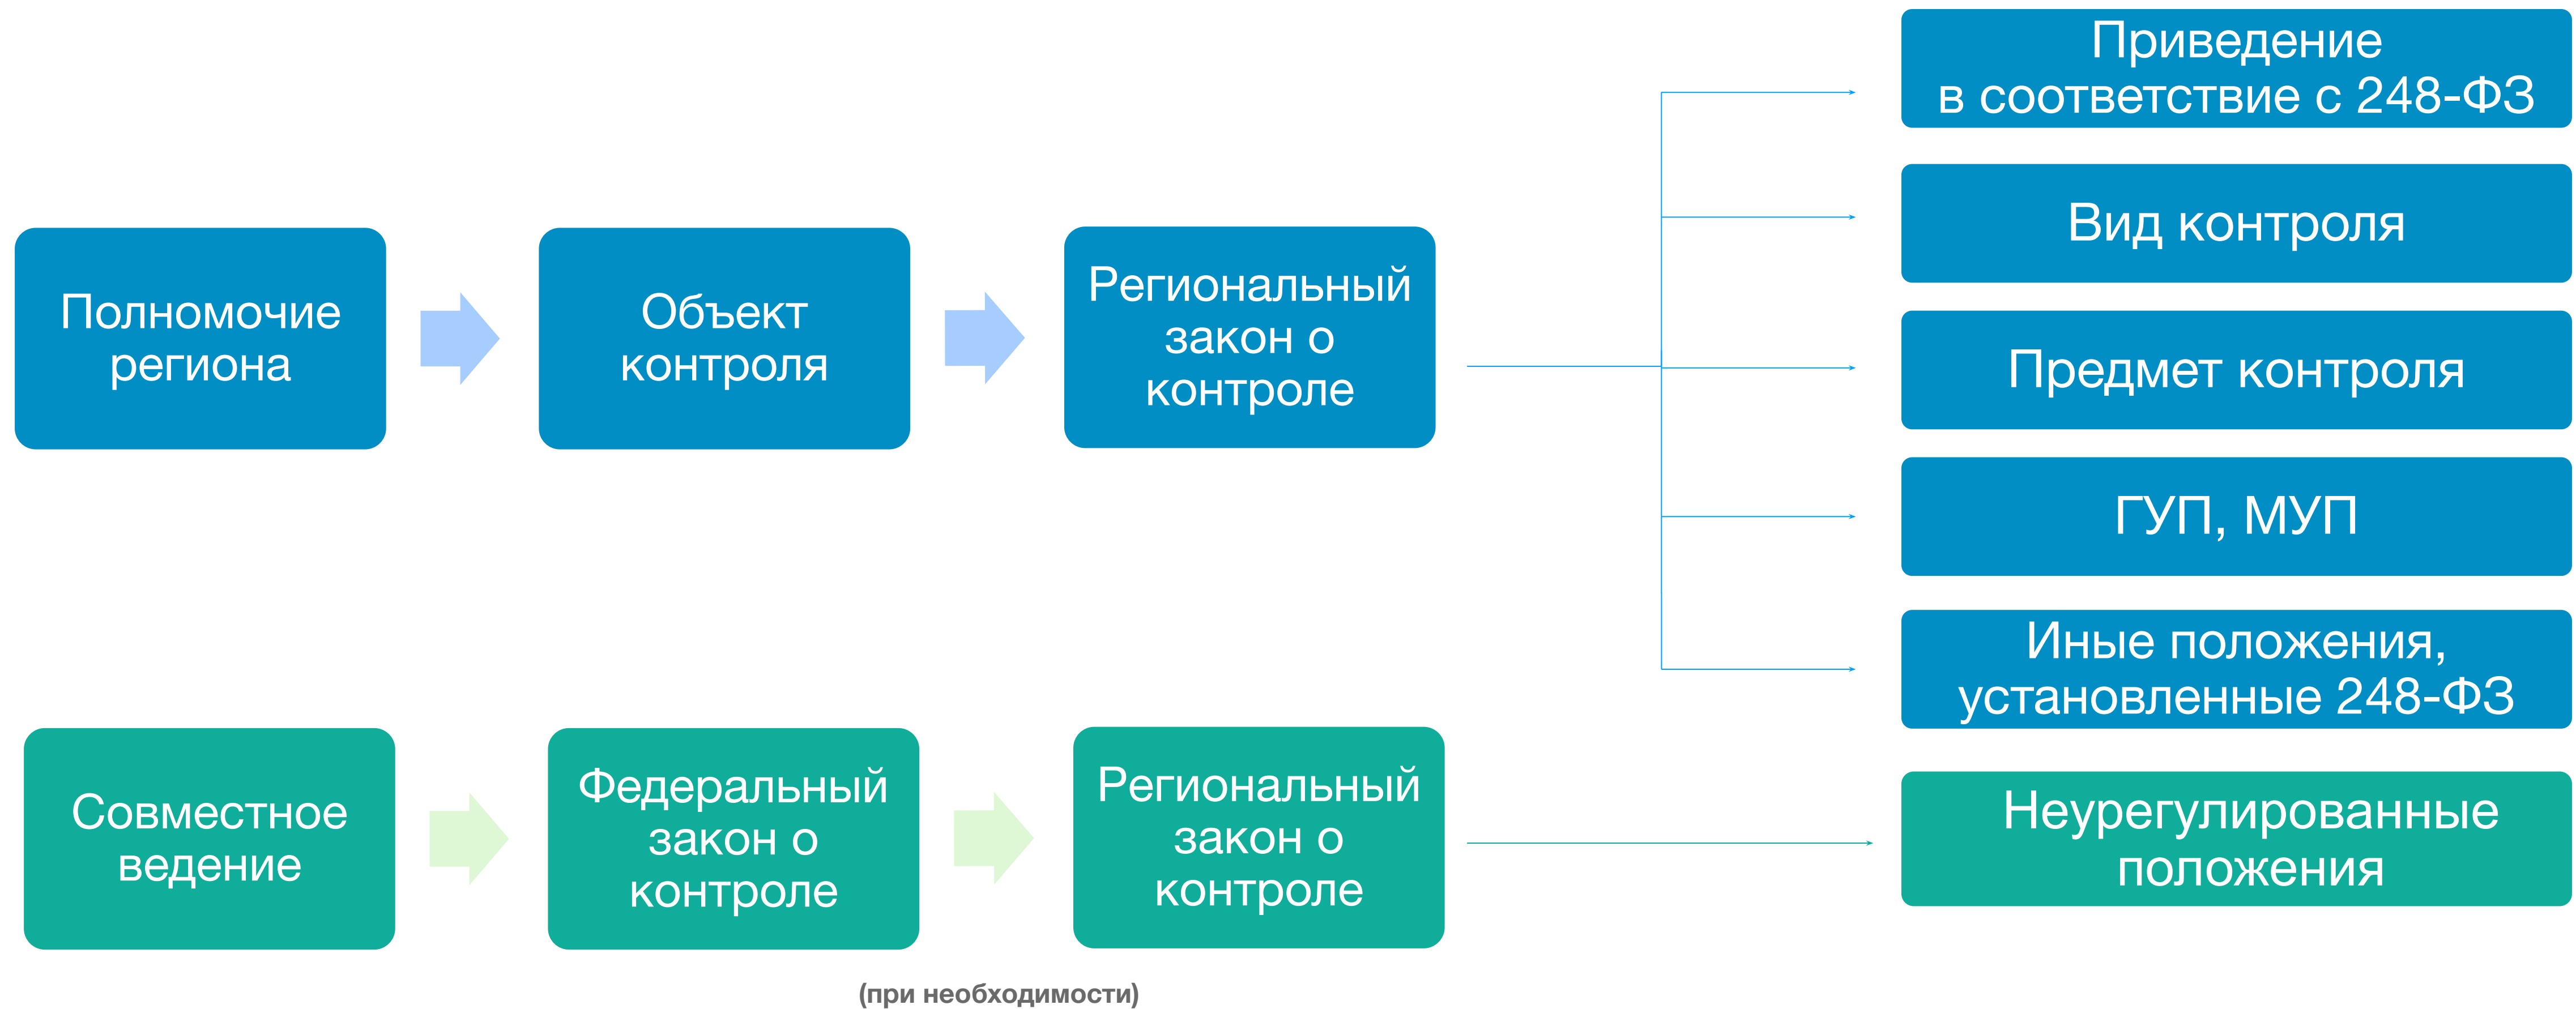 Полномочие
региона
Объект
контроля
Региональный
закон о
контроле
Приведение
в соответствие с 248-ФЗ
Вид контроля
Предмет контроля
ГУП, МУП
Иные положения,
установленные 248-ФЗ
Совместное
ведение
Федеральный
закон о
контроле
Региональный
закон о
контроле
Неурегулированные
положения
(при необходимости)